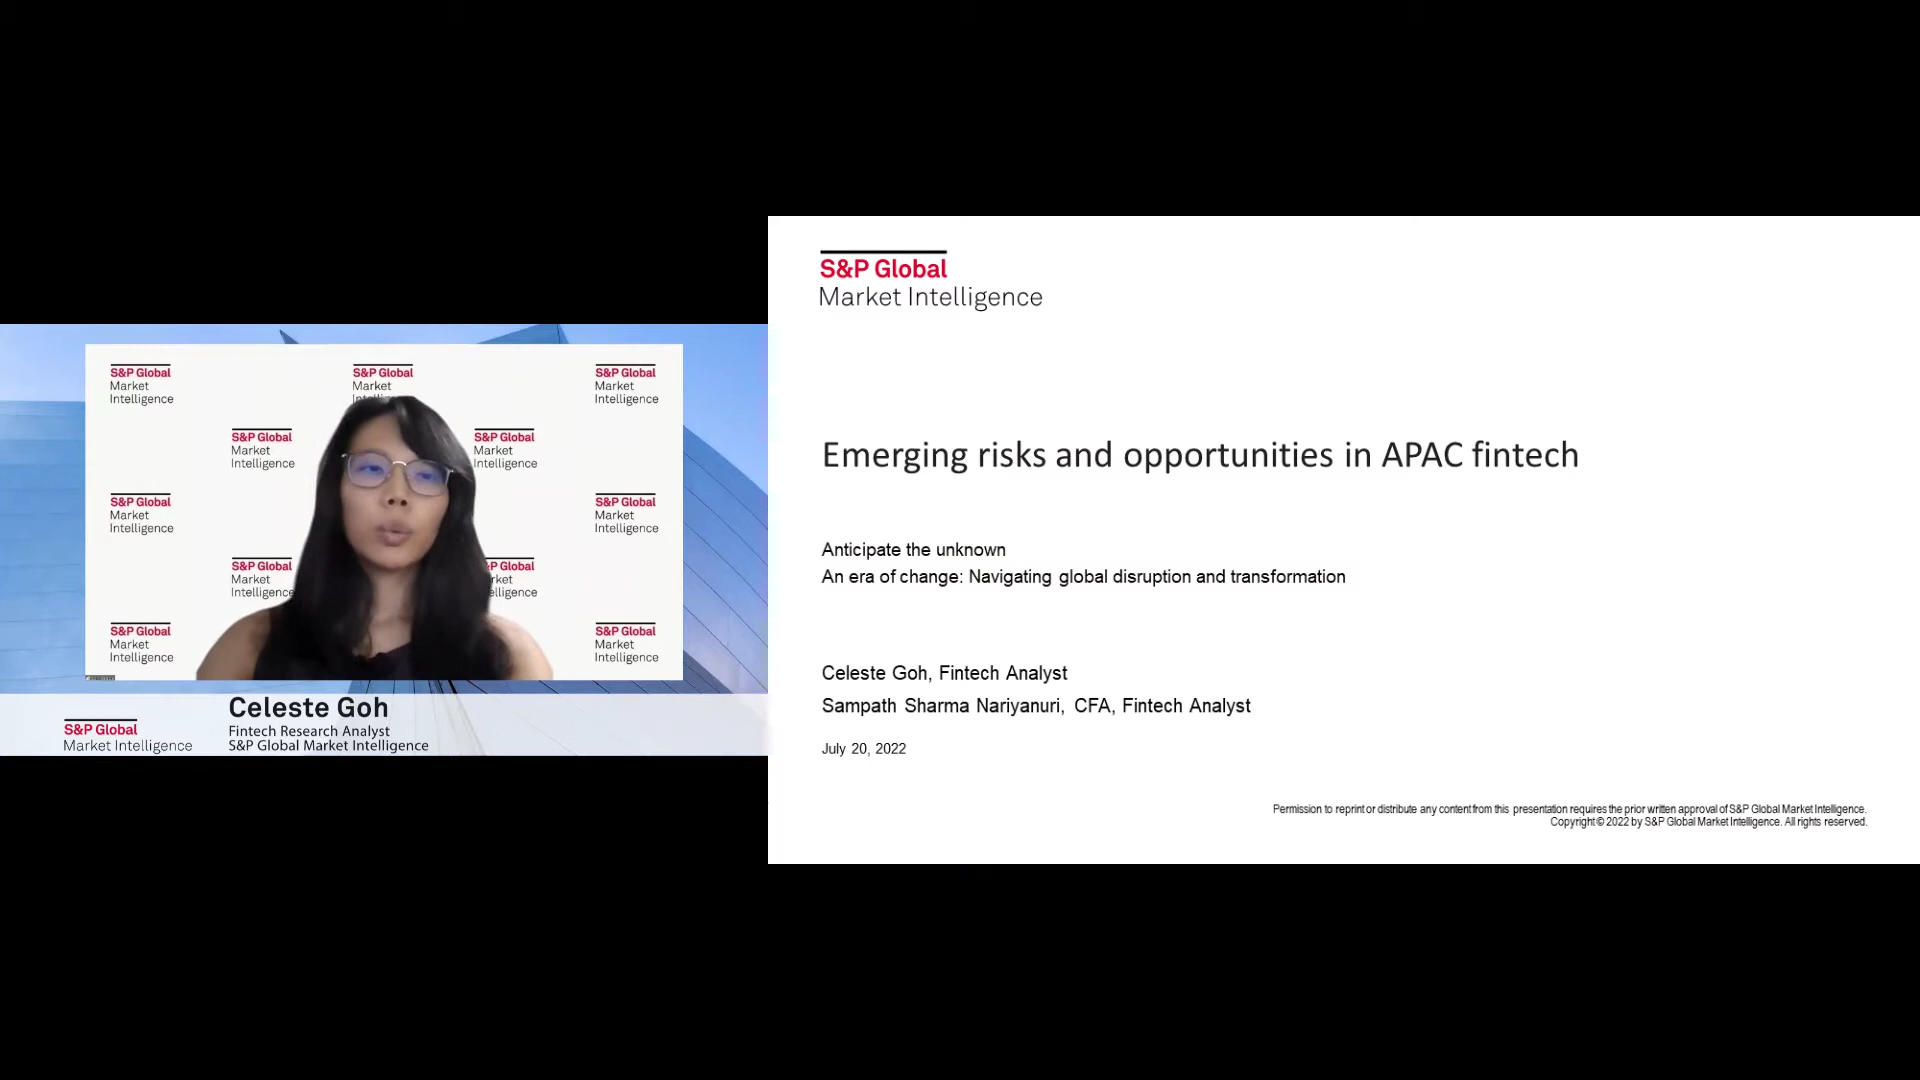 S&P Global
Market
Intelligence
S&P Global
Market
S&P Global
Market
Intelligence
S&P Global
Market
Intelligence
S&P Global
Market
Intelligence
S&P Global
Market
Intelligence
S&P Global
Market
Intelligence
S&P Global
Market
Intelligence
S&P Global
Market
Intelligence
S&P Global
Market
Intelligence
Celeste Goh
Fintech Research Analyst
S&P Global Market Intelligence
S&P Global
Market Intelligence
S&P Global
Market Intelligence
Emerging risks and opportunities in APAC fintech
Anticipate the unknown
An era of change: Navigating global disruption and transformation
Celeste Goh, Fintech Analyst
Sampath Sharma Nariyanuri, CFA, Fintech Analyst
July 20, 2022
Permission to reprint or distribute any content from this presentation requires the prior written approval of S&P Global Market Intelligence.
Copyright © 2022 by S&P Global Market Intelligence. All rights reserved.